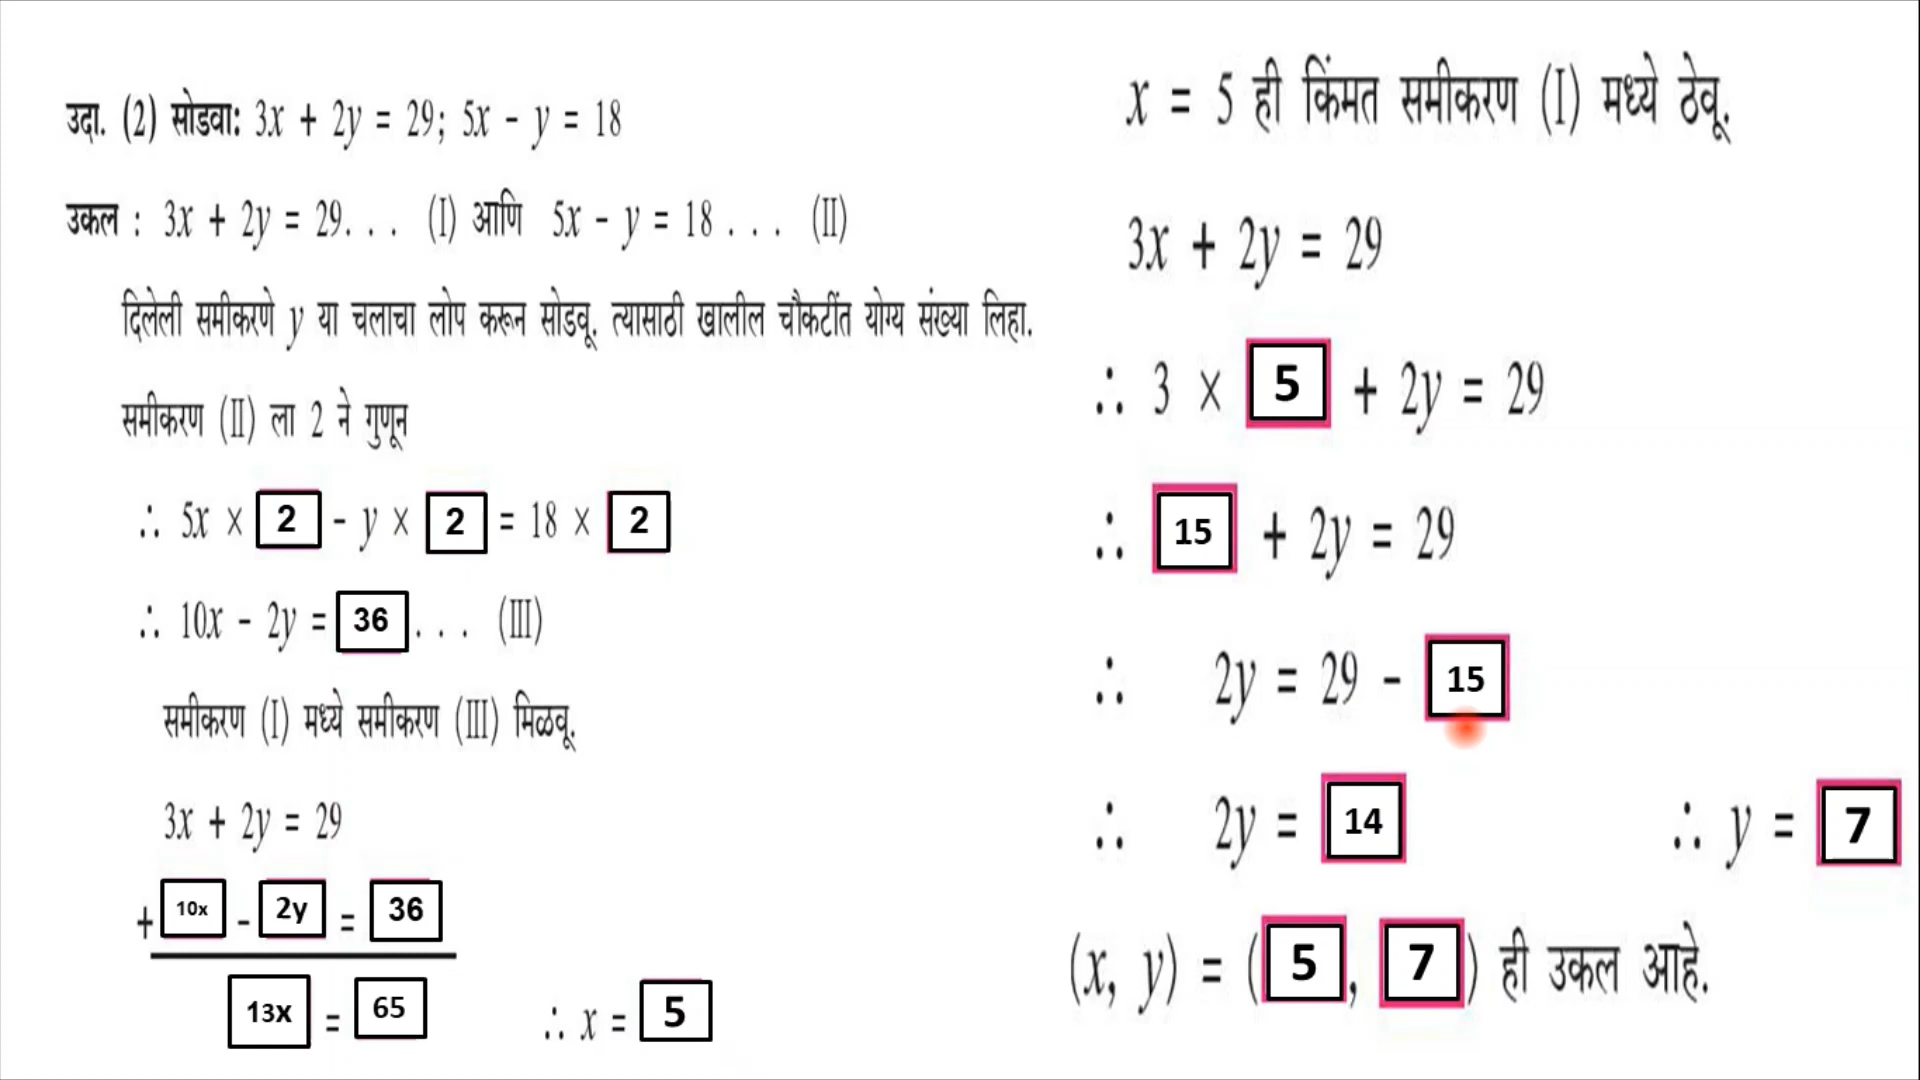 उदा. (2) सोडवा: 3x + 2y = 29; 5x - y = 18
उकल : 3x + 2y = 29. . . (I) आणि 5x - y = 18 . . . (II)
दिलेली समीकरणे y या चलाचा लोप करून सोडवू. त्यासाठी खालील चौकटींत योग्य संख्या लिहा.
समीकरण (II) ला 2 ने गुणून
∴ 5x × 2 - y × 2 = 18 × 2
∴ 10x - 2y = 36 . . . (III)
समीकरण (I) मध्ये समीकरण (III) मिळवू.
3x + 2y = 29
+ 10x - 2y = 36
13x = 65 ∴ x = 5
x = 5 ही किंमत समीकरण (I) मध्ये ठेवू.
3x + 2y = 29
∴ 3 × 5 + 2y = 29
∴ 15 + 2y = 29
∴ 2y = 29 - 15
∴ 2y = 14 ∴ y = 7
(x, y) = (5, 7) ही उकल आहे.